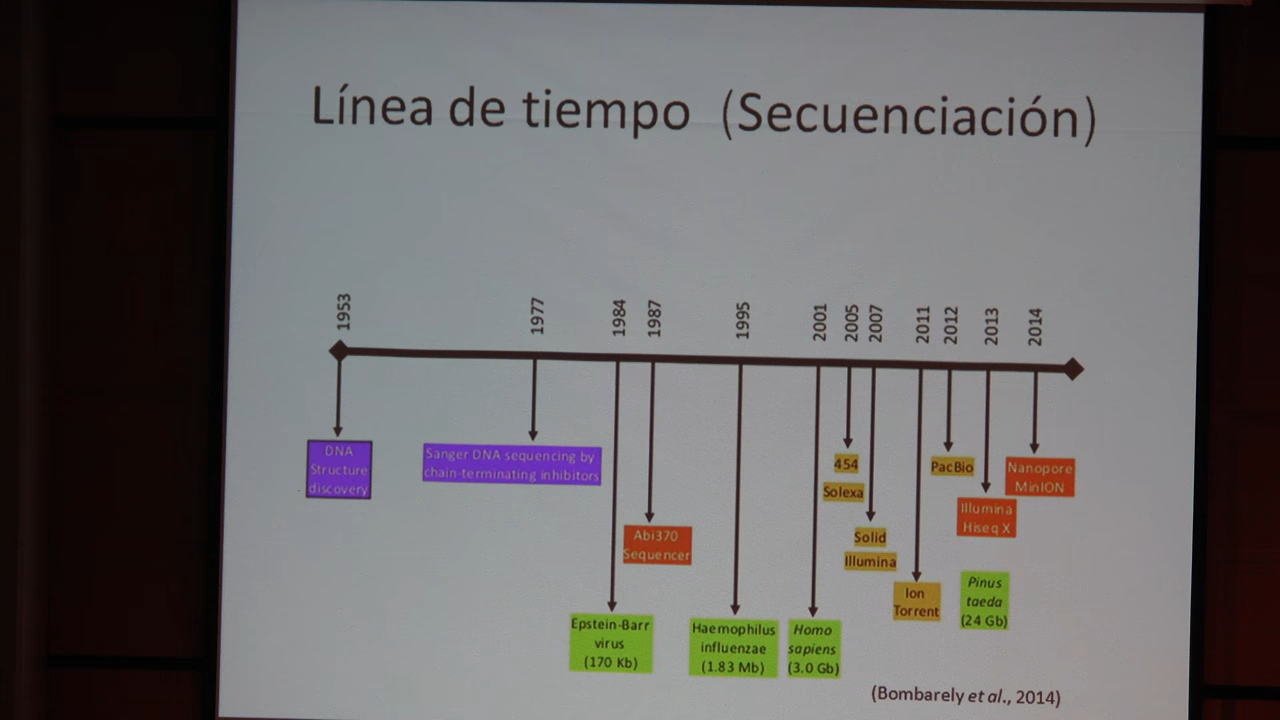 Línea de tiempo (Secuenciación)
1953
1977
1984
1987
1995
2001
2005
2007
2011
2012
2013
2014
DNA
Structure
discovery
Sanger DNA sequencing by
chain-terminating inhibitors
Abi370
Sequencer
Epstein-Barr
virus
(170 Kb)
Haemophilus
influenzae
(1.83 Mb)
Homo
sapiens
(3.0 Gb)
454
Solexa
Solid
Illumina
Ion
Torrent
PacBio
Illumina
Hiseq X
Pinus
taeda
(24 Gb)
Nanopore
MinION
(Bombarely et al., 2014)